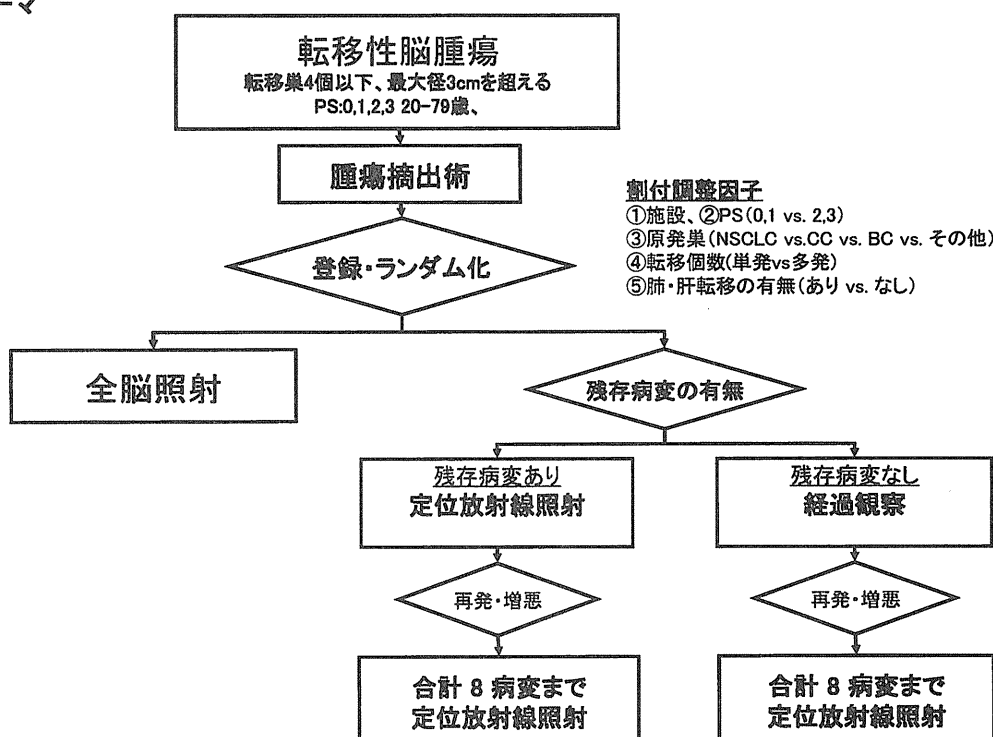 転移性脳腫瘍
転移巣4個以下、最大径3cmを超える
PS:0,1,2,3 20-79歳、
腫瘍摘出術
割付調整因子
①施設、②PS(0,1 vs. 2,3)
③原発巣(NSCLC vs.CC vs. BC vs. その他)
④転移個数(単発vs多発)
⑤肺・肝転移の有無(あり vs. なし)
登録・ランダム化
全脳照射
残存病変の有無
残存病変あり
定位放射線照射
残存病変なし
経過観察
再発・増悪
再発・増悪
合計 8 病変まで
定位放射線照射
合計 8 病変まで
定位放射線照射